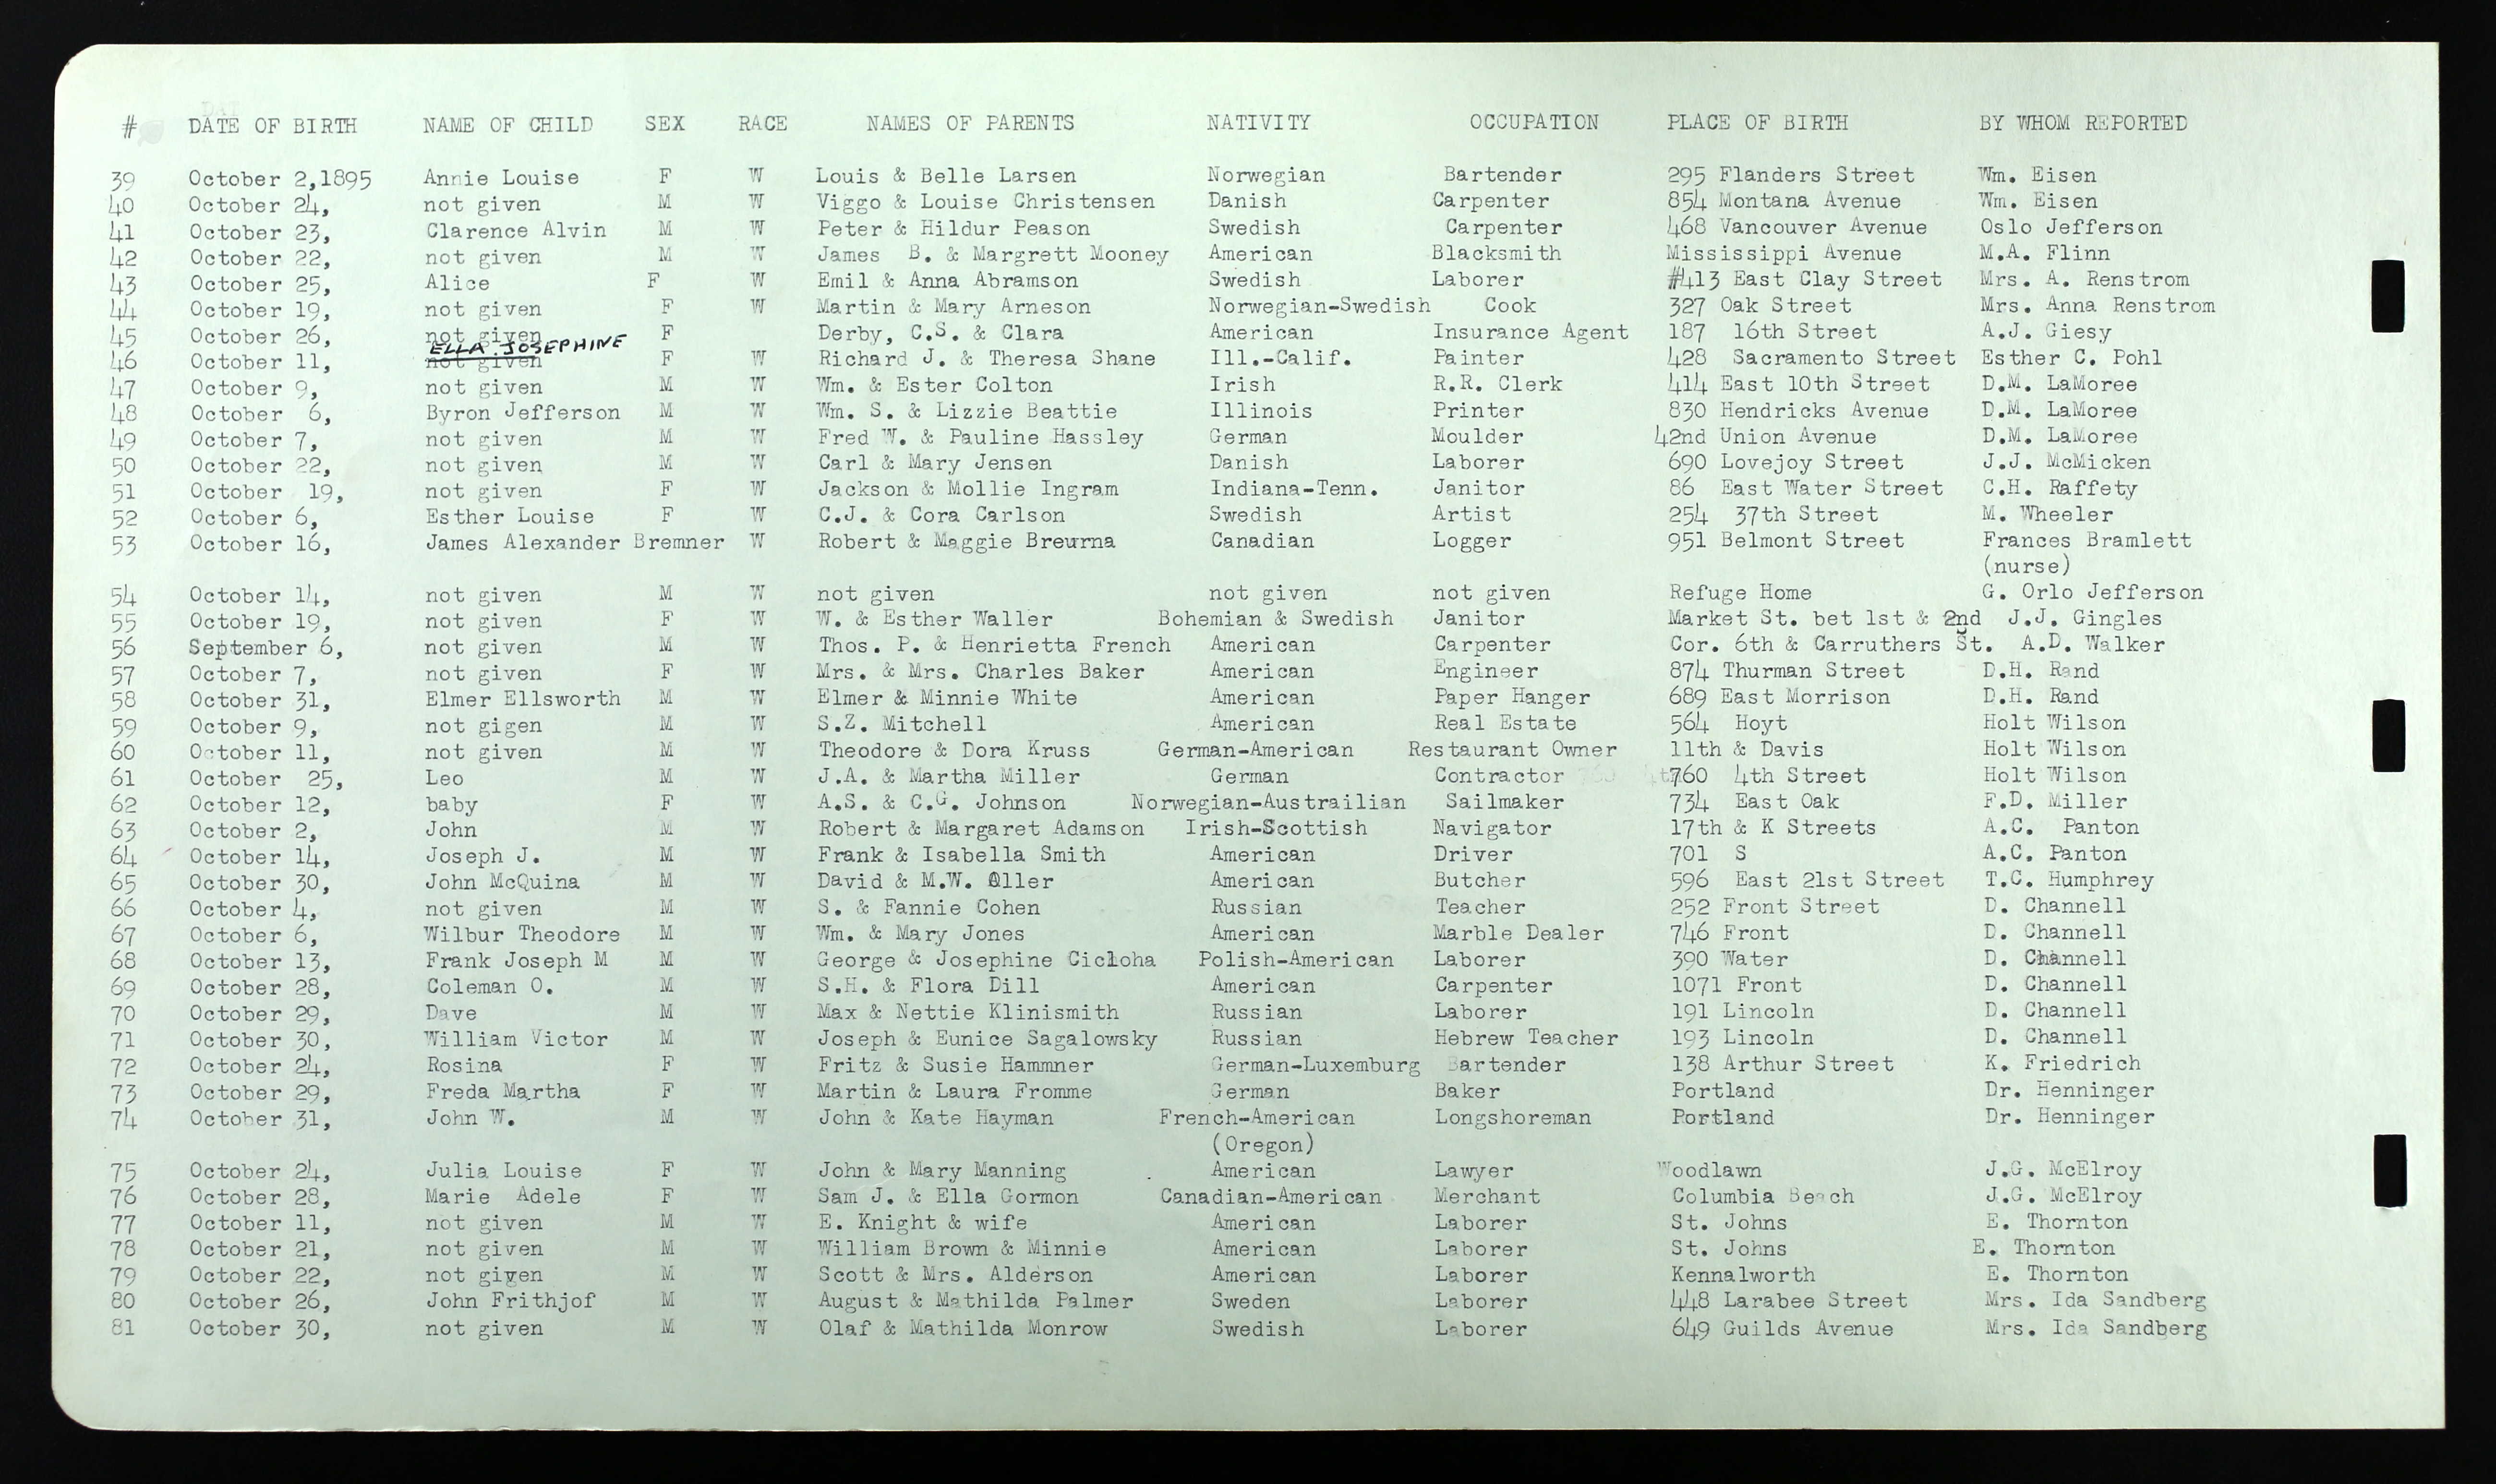 # DATE OF BIRTH NAME OF CHILD SEX RACE NAMES OF PARENTS NATIVITY OCCUPATION PLACE OF BIRTH BY WHOM REPORTED
39 October 2,1895 Annie Louise F W Louis & Belle Larsen Norwegian Bartender 295 Flanders Street Wm. Eisen
40 October 24, not given M W Viggo & Louise Christensen Danish Carpenter 854 Montana Avenue Wm. Eisen
41 October 23, Clarence Alvin M W Peter & Hildur Peason Swedish Carpenter 468 Vancouver Avenue Oslo Jefferson
42 October 22, not given M W James B. & Margrett Mooney American Blacksmith Mississippi Avenue M.A. Flinn
43 October 25, Alice F W Emil & Anna Abramson Swedish Laborer #413 East Clay Street Mrs. A. Renstrom
44 October 19, not given F W Martin & Mary Arneson Norwegian-Swedish Cook 327 Oak Street Mrs. Anna Renstrom
45 October 26, not given F Derby, C.S. & Clara American Insurance Agent 187 16th Street A.J. Giesy
ELLA JOSEPHINE
46 October 11, not given F W Richard J. & Theresa Shane Ill.-Calif. Painter 428 Sacramento Street Esther C. Pohl
47 October 9, not given M W Wm. & Ester Colton Irish R.R. Clerk 414 East 10th Street D.M. LaMoree
48 October 6, Byron Jefferson M W Wm. S. & Lizzie Beattie Illinois Printer 830 Hendricks Avenue D.M. LaMoree
49 October 7, not given M W Fred W. & Pauline Hassley German Moulder 42nd Union Avenue D.M. LaMoree
50 October 22, not given M W Carl & Mary Jensen Danish Laborer 690 Lovejoy Street J.J. McMicken
51 October 19, not given F W Jackson & Mollie Ingram Indiana-Tenn. Janitor 86 East Water Street C.H. Raffety
52 October 6, Esther Louise F W C.J. & Cora Carlson Swedish Artist 254 37th Street M. Wheeler
53 October 16, James Alexander Bremner W Robert & Maggie Breurna Canadian Logger 951 Belmont Street Frances Bramlett
(nurse)
54 October 14, not given M W not given not given not given Refuge Home G. Orlo Jefferson
55 October 19, not given F W W. & Esther Waller Bohemian & Swedish Janitor Market St. bet 1st & 2nd J.J. Gingles
56 September 6, not given M W Thos. P. & Henrietta French American Carpenter Cor. 6th & Carruthers St. A.D. Walker
57 October 7, not given F W Mrs. & Mrs. Charles Baker American Engineer 874 Thurman Street D.H. Rand
58 October 31, Elmer Ellsworth M W Elmer & Minnie White American Paper Hanger 689 East Morrison D.H. Rand
59 October 9, not gigen M W S.Z. Mitchell American Real Estate 564 Hoyt Holt Wilson
60 October 11, not given M W Theodore & Dora Kruss German-American Restaurant Owner 11th & Davis Holt Wilson
61 October 25, Leo M W J.A. & Martha Miller German Contractor 760 4th Street Holt Wilson
62 October 12, baby F W A.S. & C.G. Johnson Norwegian-Austrailian Sailmaker 734 East Oak F.D. Miller
63 October 2, John M W Robert & Margaret Adamson Irish-Scottish Navigator 17th & K Streets A.C. Panton
64 October 14, Joseph J. M W Frank & Isabella Smith American Driver 701 S A.C. Panton
65 October 30, John McQuina M W David & M.W. Oller American Butcher 596 East 21st Street T.C. Humphrey
66 October 4, not given M W S. & Fannie Cohen Russian Teacher 252 Front Street D. Channell
67 October 6, Wilbur Theodore M W Wm. & Mary Jones American Marble Dealer 746 Front D. Channell
68 October 13, Frank Joseph M M W George & Josephine Cicloha Polish-American Laborer 390 Water D. Channell
69 October 28, Coleman O. M W S.H. & Flora Dill American Carpenter 1071 Front D. Channell
70 October 29, Dave M W Max & Nettie Klinismith Russian Laborer 191 Lincoln D. Channell
71 October 30, William Victor M W Joseph & Eunice Sagalowsky Russian Hebrew Teacher 193 Lincoln D. Channell
72 October 24, Rosina F W Fritz & Susie Hammner German-Luxemburg Bartender 138 Arthur Street K. Friedrich
73 October 29, Freda Martha F W Martin & Laura Fromme German Baker Portland Dr. Henninger
74 October 31, John W. M W John & Kate Hayman French-American Longshoreman Portland Dr. Henninger
(Oregon)
75 October 24, Julia Louise F W John & Mary Manning American Lawyer Woodlawn J.G. McElroy
76 October 28, Marie Adele F W Sam J. & Ella Gormon Canadian-American Merchant Columbia Beach J.G. McElroy
77 October 11, not given M W E. Knight & wife American Laborer St. Johns E. Thornton
78 October 21, not given M W William Brown & Minnie American Laborer St. Johns E. Thornton
79 October 22, not given M W Scott & Mrs. Alderson American Laborer Kennalworth E. Thornton
80 October 26, John Frithjof M W August & Mathilda Palmer Sweden Laborer 448 Larabee Street Mrs. Ida Sandberg
81 October 30, not given M W Olaf & Mathilda Monrow Swedish Laborer 649 Guilds Avenue Mrs. Ida Sandberg